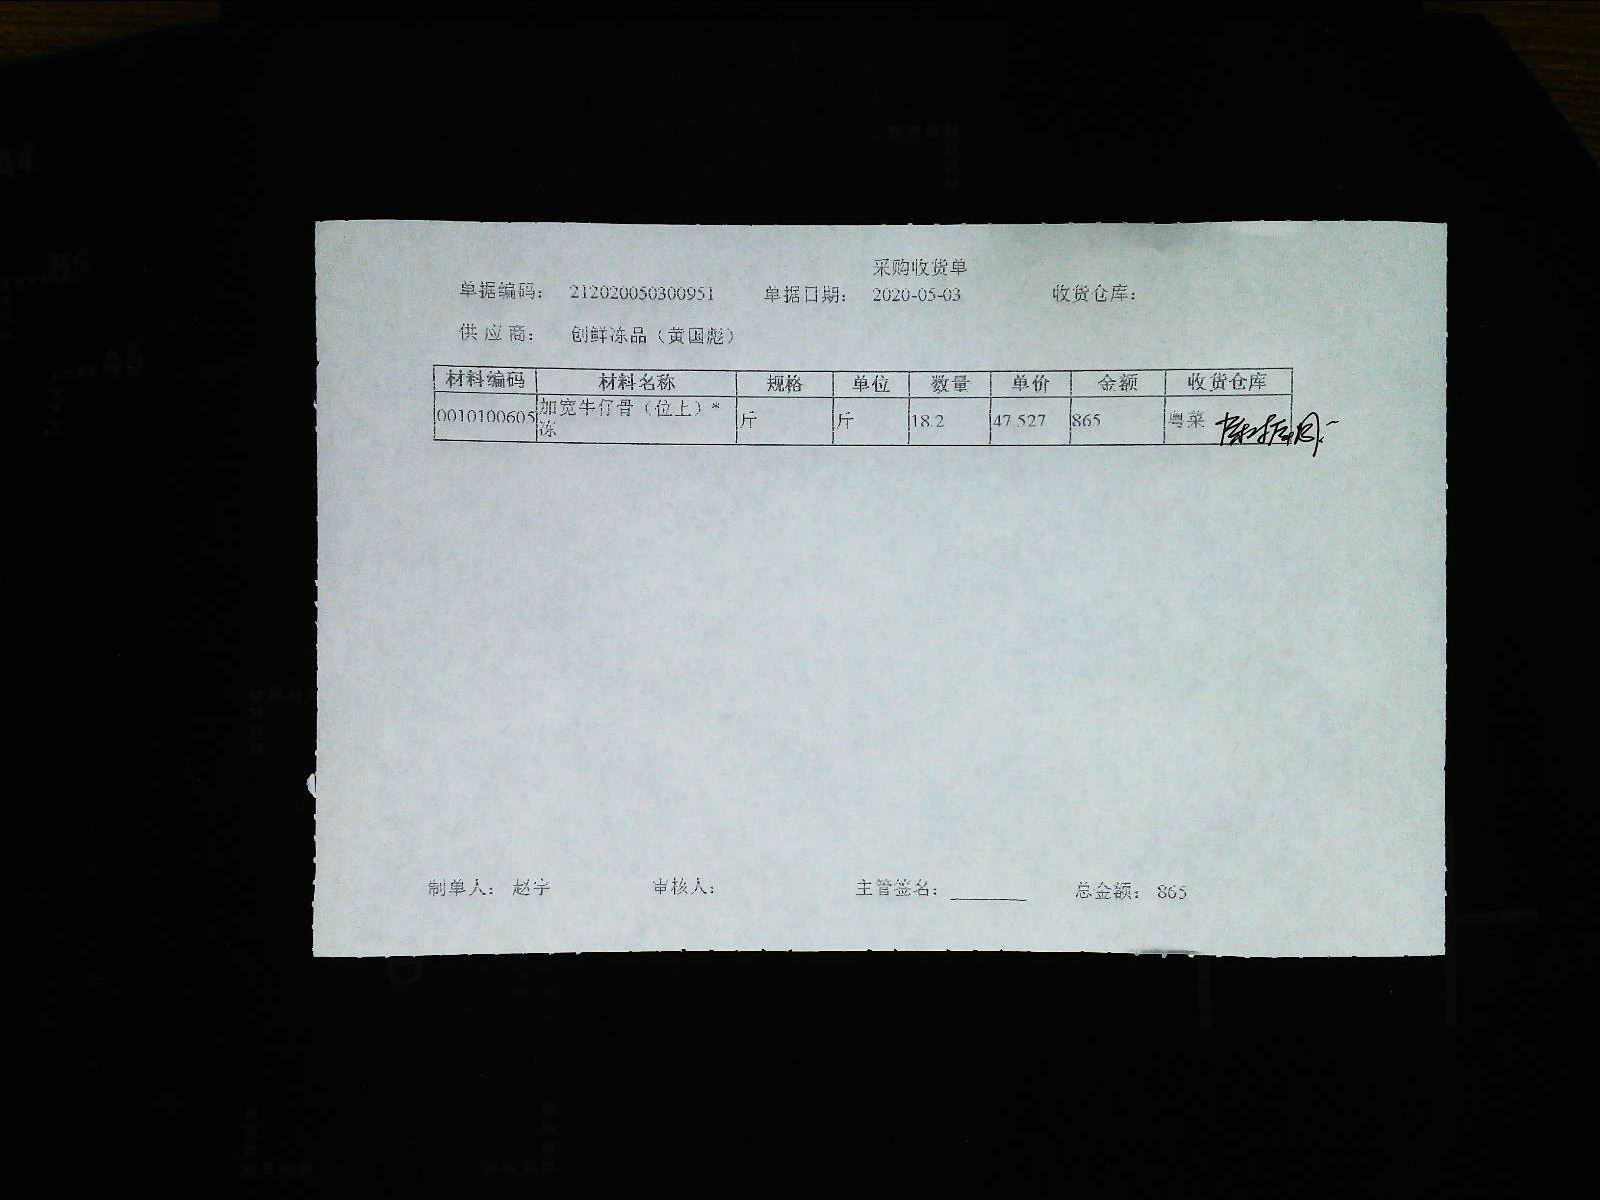 采购收货单
单据编码： 212020050300951 单据日期： 2020-05-03 收货仓库：
供 应 商： 创鲜冻品（黄国彪）
材料编码 材料名称 规格 单位 数量 单价 金额 收货仓库
0010100605 加宽牛仔骨（位上）* 斤 斤 18.2 47.527 865 粤菜
冻
制单人： 赵宇 审核人： 主管签名：_______ 总金额： 865